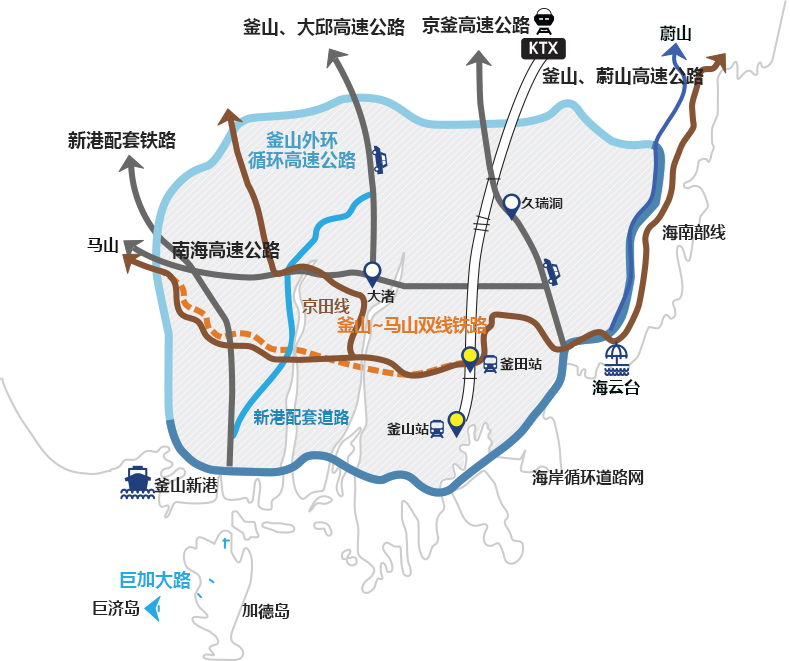 釜山、大邱高速公路
京釜高速公路
KTX
蔚山
釜山、蔚山高速公路
新港配套铁路
釜山外环
循环高速公路
久瑞洞
马山
南海高速公路
海南部线
大渚
京田线
釜山~马山双线铁路
釜田站
海云台
新港配套道路
釜山站
釜山新港
海岸循环道路网
巨加大路
巨济岛
加德岛